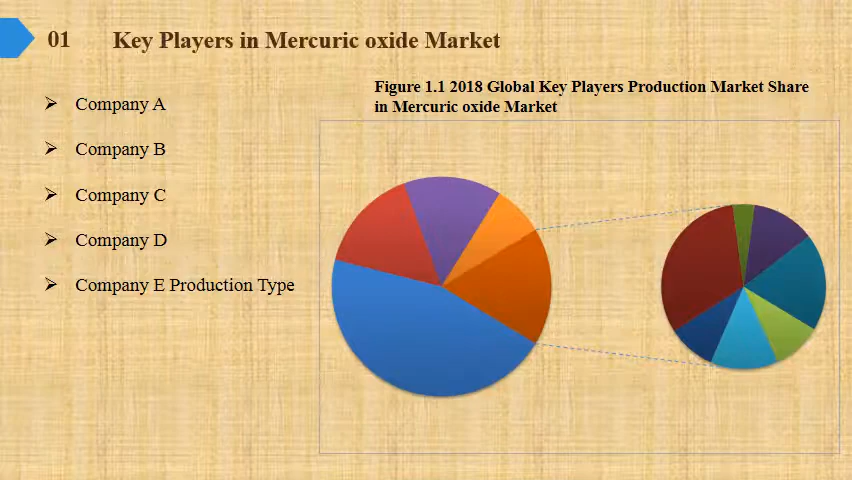 01 Key Players in Mercuric oxide Market
Company A
Company B
Company C
Company D
Company E Production Type
Figure 1.1 2018 Global Key Players Production Market Share
in Mercuric oxide Market